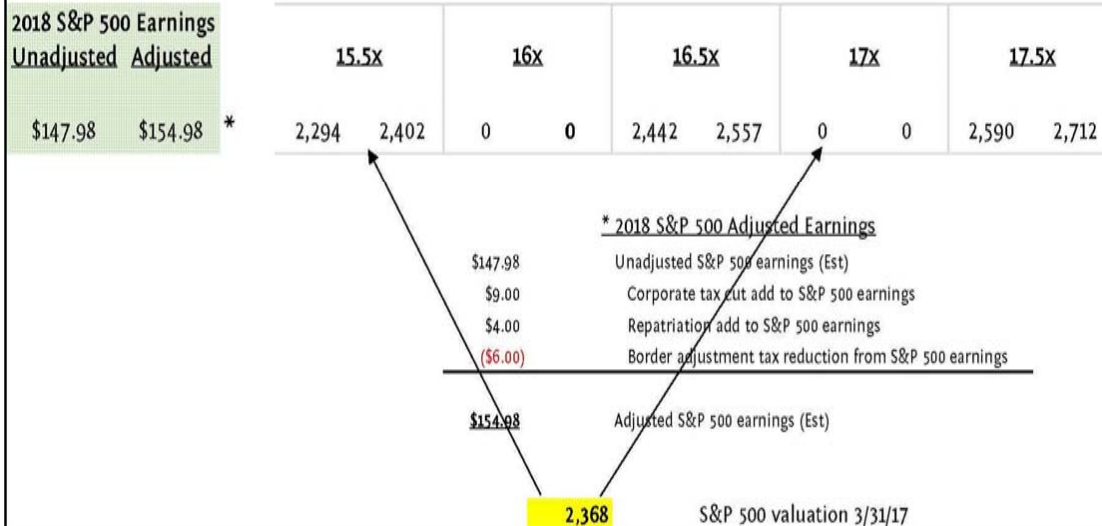 2018 S&P 500 Earnings
Unadjusted Adjusted 15.5X 16X 16.5X 17X 17.5X
$147.98 $154.98 * 2,294 2,402 0 0 2,442 2,557 0 0 2,590 2,712
* 2018 S&P 500 Adjusted Earnings
$147.98 Unadjusted S&P 500 earnings (Est)
$9.00 Corporate tax cut add to S&P 500 earnings
$4.00 Repatriation add to S&P 500 earnings
($6.00) Border adjustment tax reduction from S&P 500 earnings
$154.98 Adjusted S&P 500 earnings (Est)
2,368 S&P 500 valuation 3/31/17